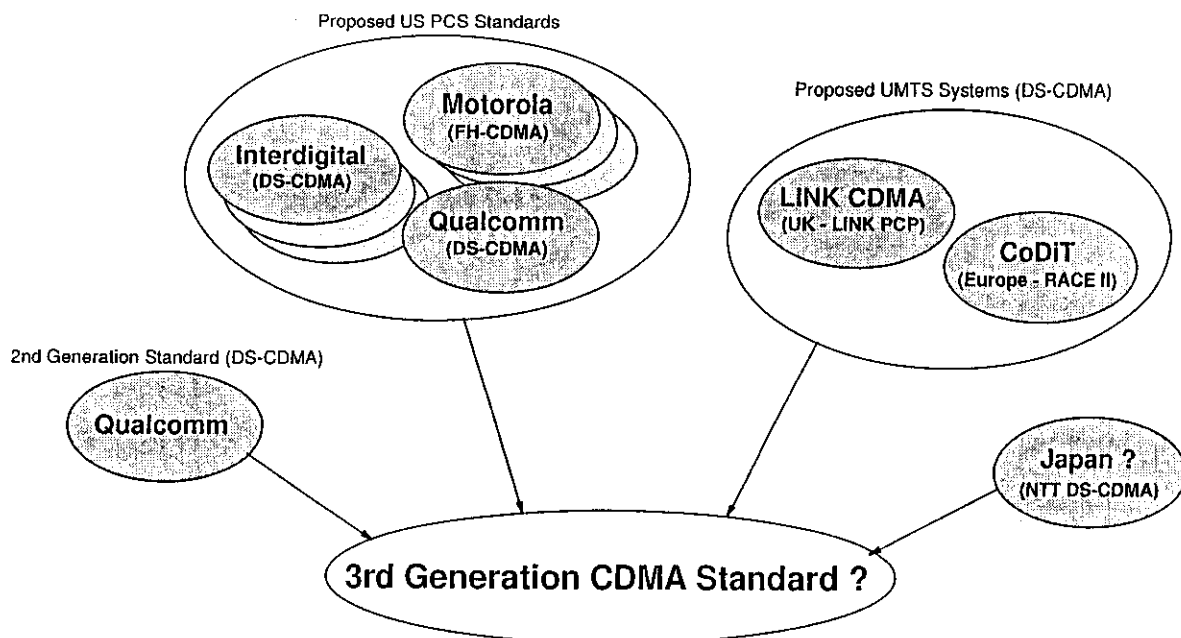 Proposed US PCS Standards
Motorola
(FH-CDMA)
Interdigital
(DS-CDMA)
Qualcomm
(DS-CDMA)
Proposed UMTS Systems (DS-CDMA)
LINK CDMA
(UK - LINK PCP)
CoDiT
(Europe - RACE II)
2nd Generation Standard (DS-CDMA)
Qualcomm
Japan ?
(NTT DS-CDMA)
3rd Generation CDMA Standard ?